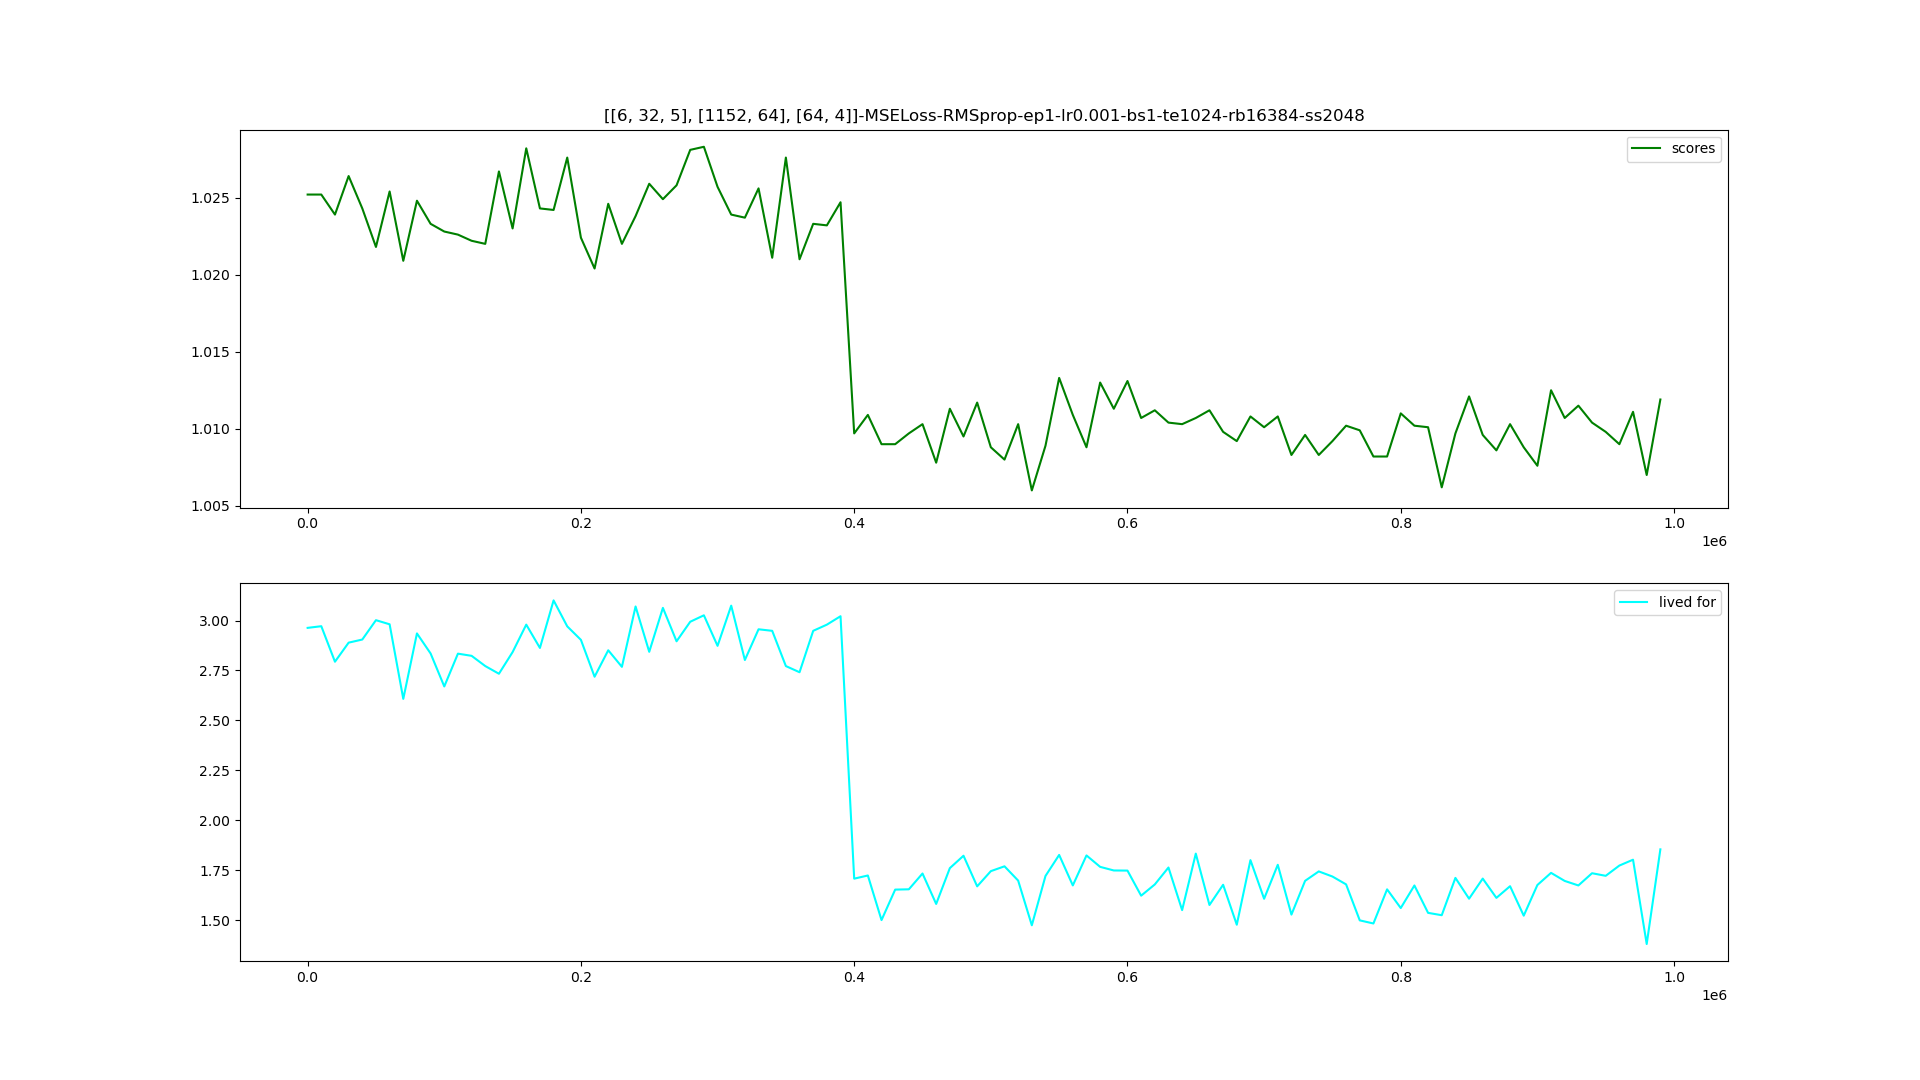 [[6, 32, 5], [1152, 64], [64, 4]]-MSELoss-RMSprop-ep1-lr0.001-bs1-te1024-rb16384-ss2048
scores
1.025
1.020
1.015
1.010
1.005
0.0 0.2 0.4 0.6 0.8 1.0
1e6
lived for
3.00
2.75
2.50
2.25
2.00
1.75
1.50
0.0 0.2 0.4 0.6 0.8 1.0
1e6